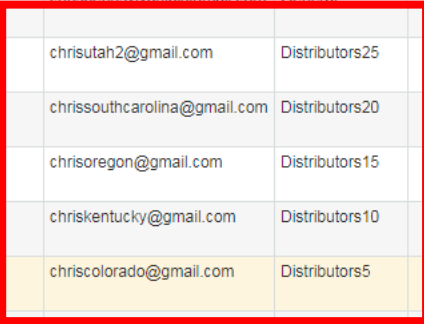 chrisutah2@gmail.com Distributors25
chrissouthcarolina@gmail.com Distributors20
chrisoregon@gmail.com Distributors15
chriskentucky@gmail.com Distributors10
chriscolorado@gmail.com Distributors5